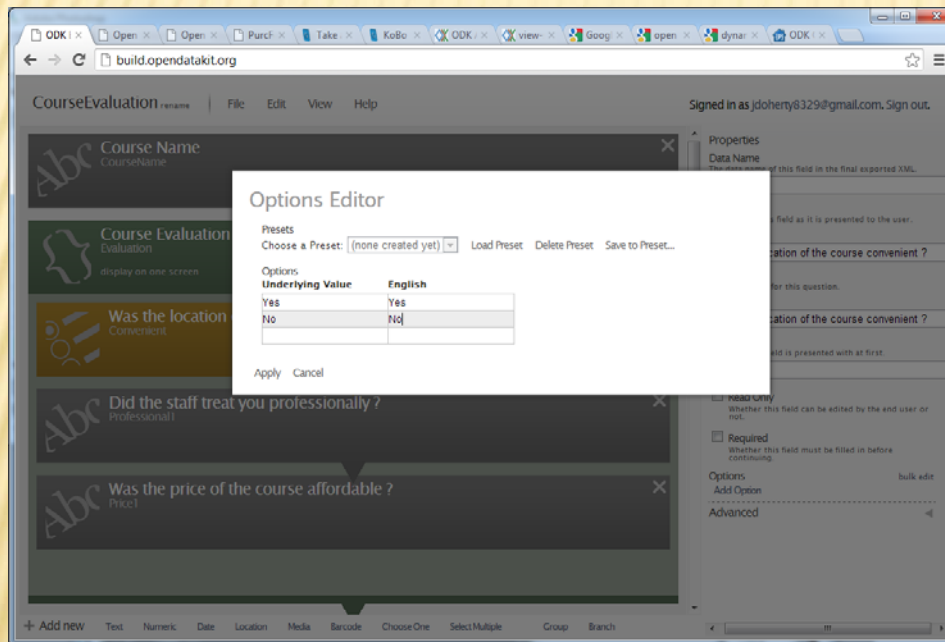 ODK
Open
Open
PurcF
Take
KoBo
ODK
view-
Googl
open
dynar
ODK
build.opendatakit.org
CourseEvaluation rename
File Edit View Help
Signed in as jdoherty8329@gmail.com. Sign out.
Course Name
CourseName
Course Evaluation
Evaluation
display on one screen
Was the location
Convenient
Did the staff treat you professionally ?
Professional1
Was the price of the course affordable ?
Price1
Options Editor
Presets
Choose a Preset: (none created yet) Load Preset Delete Preset Save to Preset...
Options
Underlying Value English
Yes Yes
No No
Apply Cancel
Properties
Data Name
The data name of this field in the final exported XML.
field as it is presented to the user.
ation of the course convenient ?
for this question.
ation of the course convenient ?
eld is presented with at first.
Read Only
Whether this field can be edited by the end user or
not.
Required
Whether this field must be filled in before
continuing.
Options bulk edit
Add Option
Advanced
+ Add new Text Numeric Date Location Media Barcode Choose One Select Multiple Group Branch